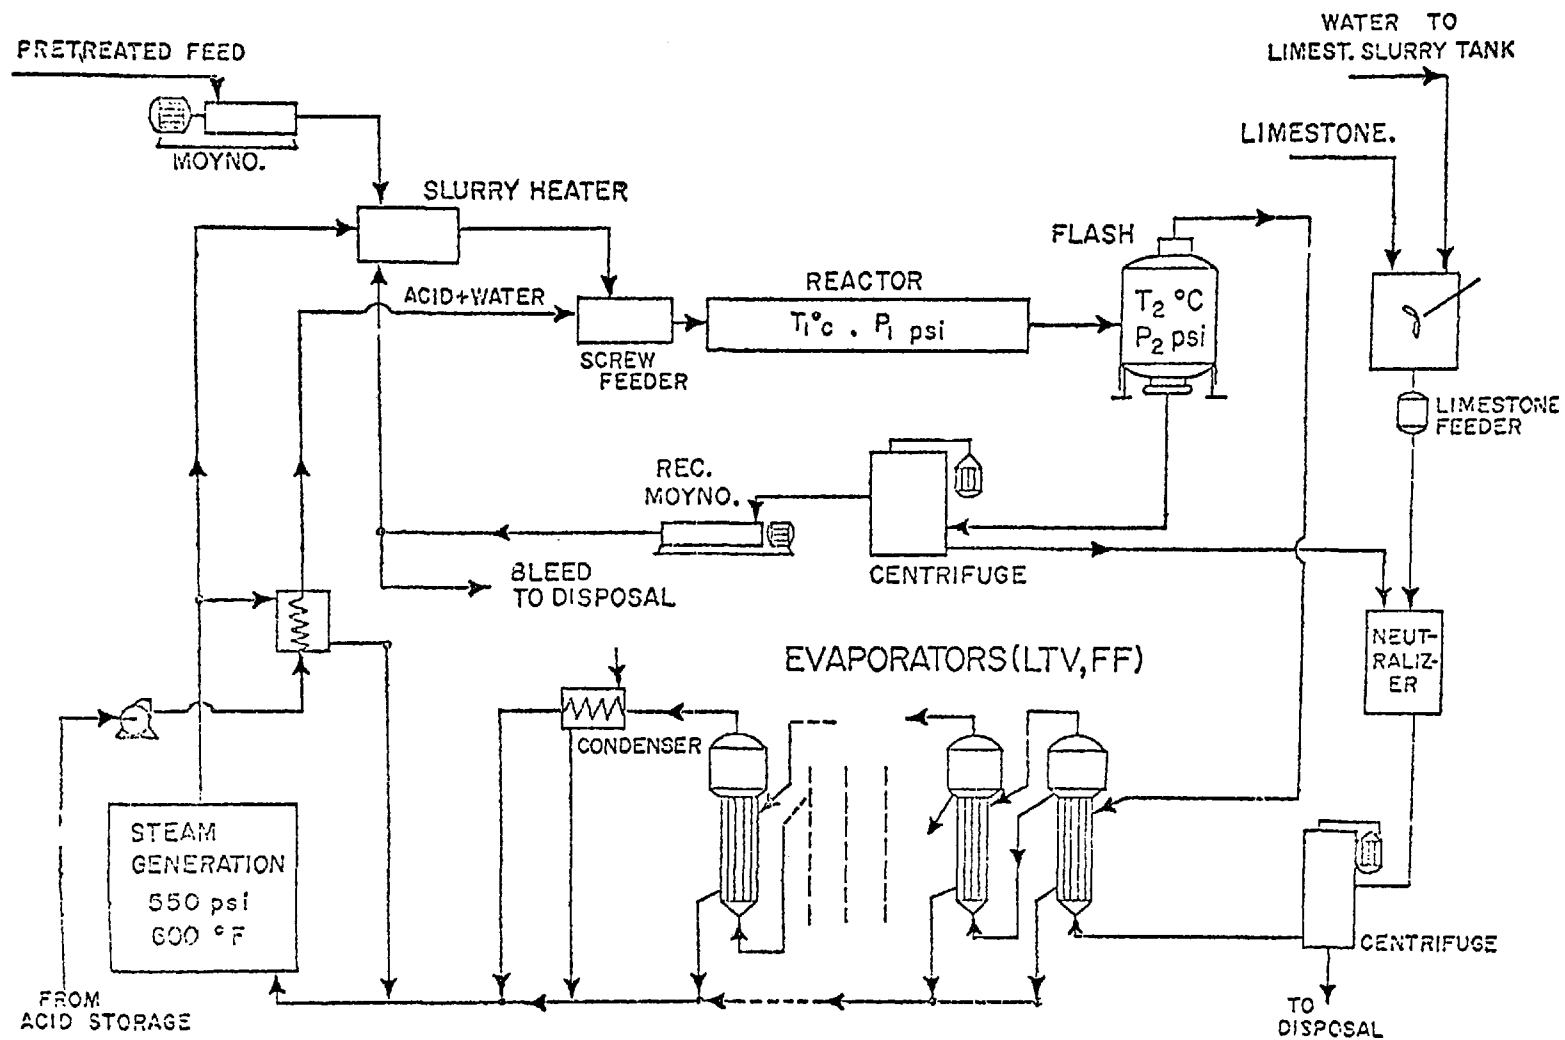 WATER TO
LIMEST. SLURRY TANK
PRETREATED FEED
MOYNO.
LIMESTONE.
SLURRY HEATER
FLASH
ACID+WATER
REACTOR
T₁°C . P₁ psi
T₂ °C
P₂ psi
SCREW
FEEDER
LIMESTONE
FEEDER
REC.
MOYNO.
CENTRIFUGE
BLEED
TO DISPOSAL
NEUT-
RALIZ-
ER
EVAPORATORS(LTV,FF)
CONDENSER
STEAM
GENERATION
550 psi
600 °F
CENTRIFUGE
FROM
ACID STORAGE
TO
DISPOSAL